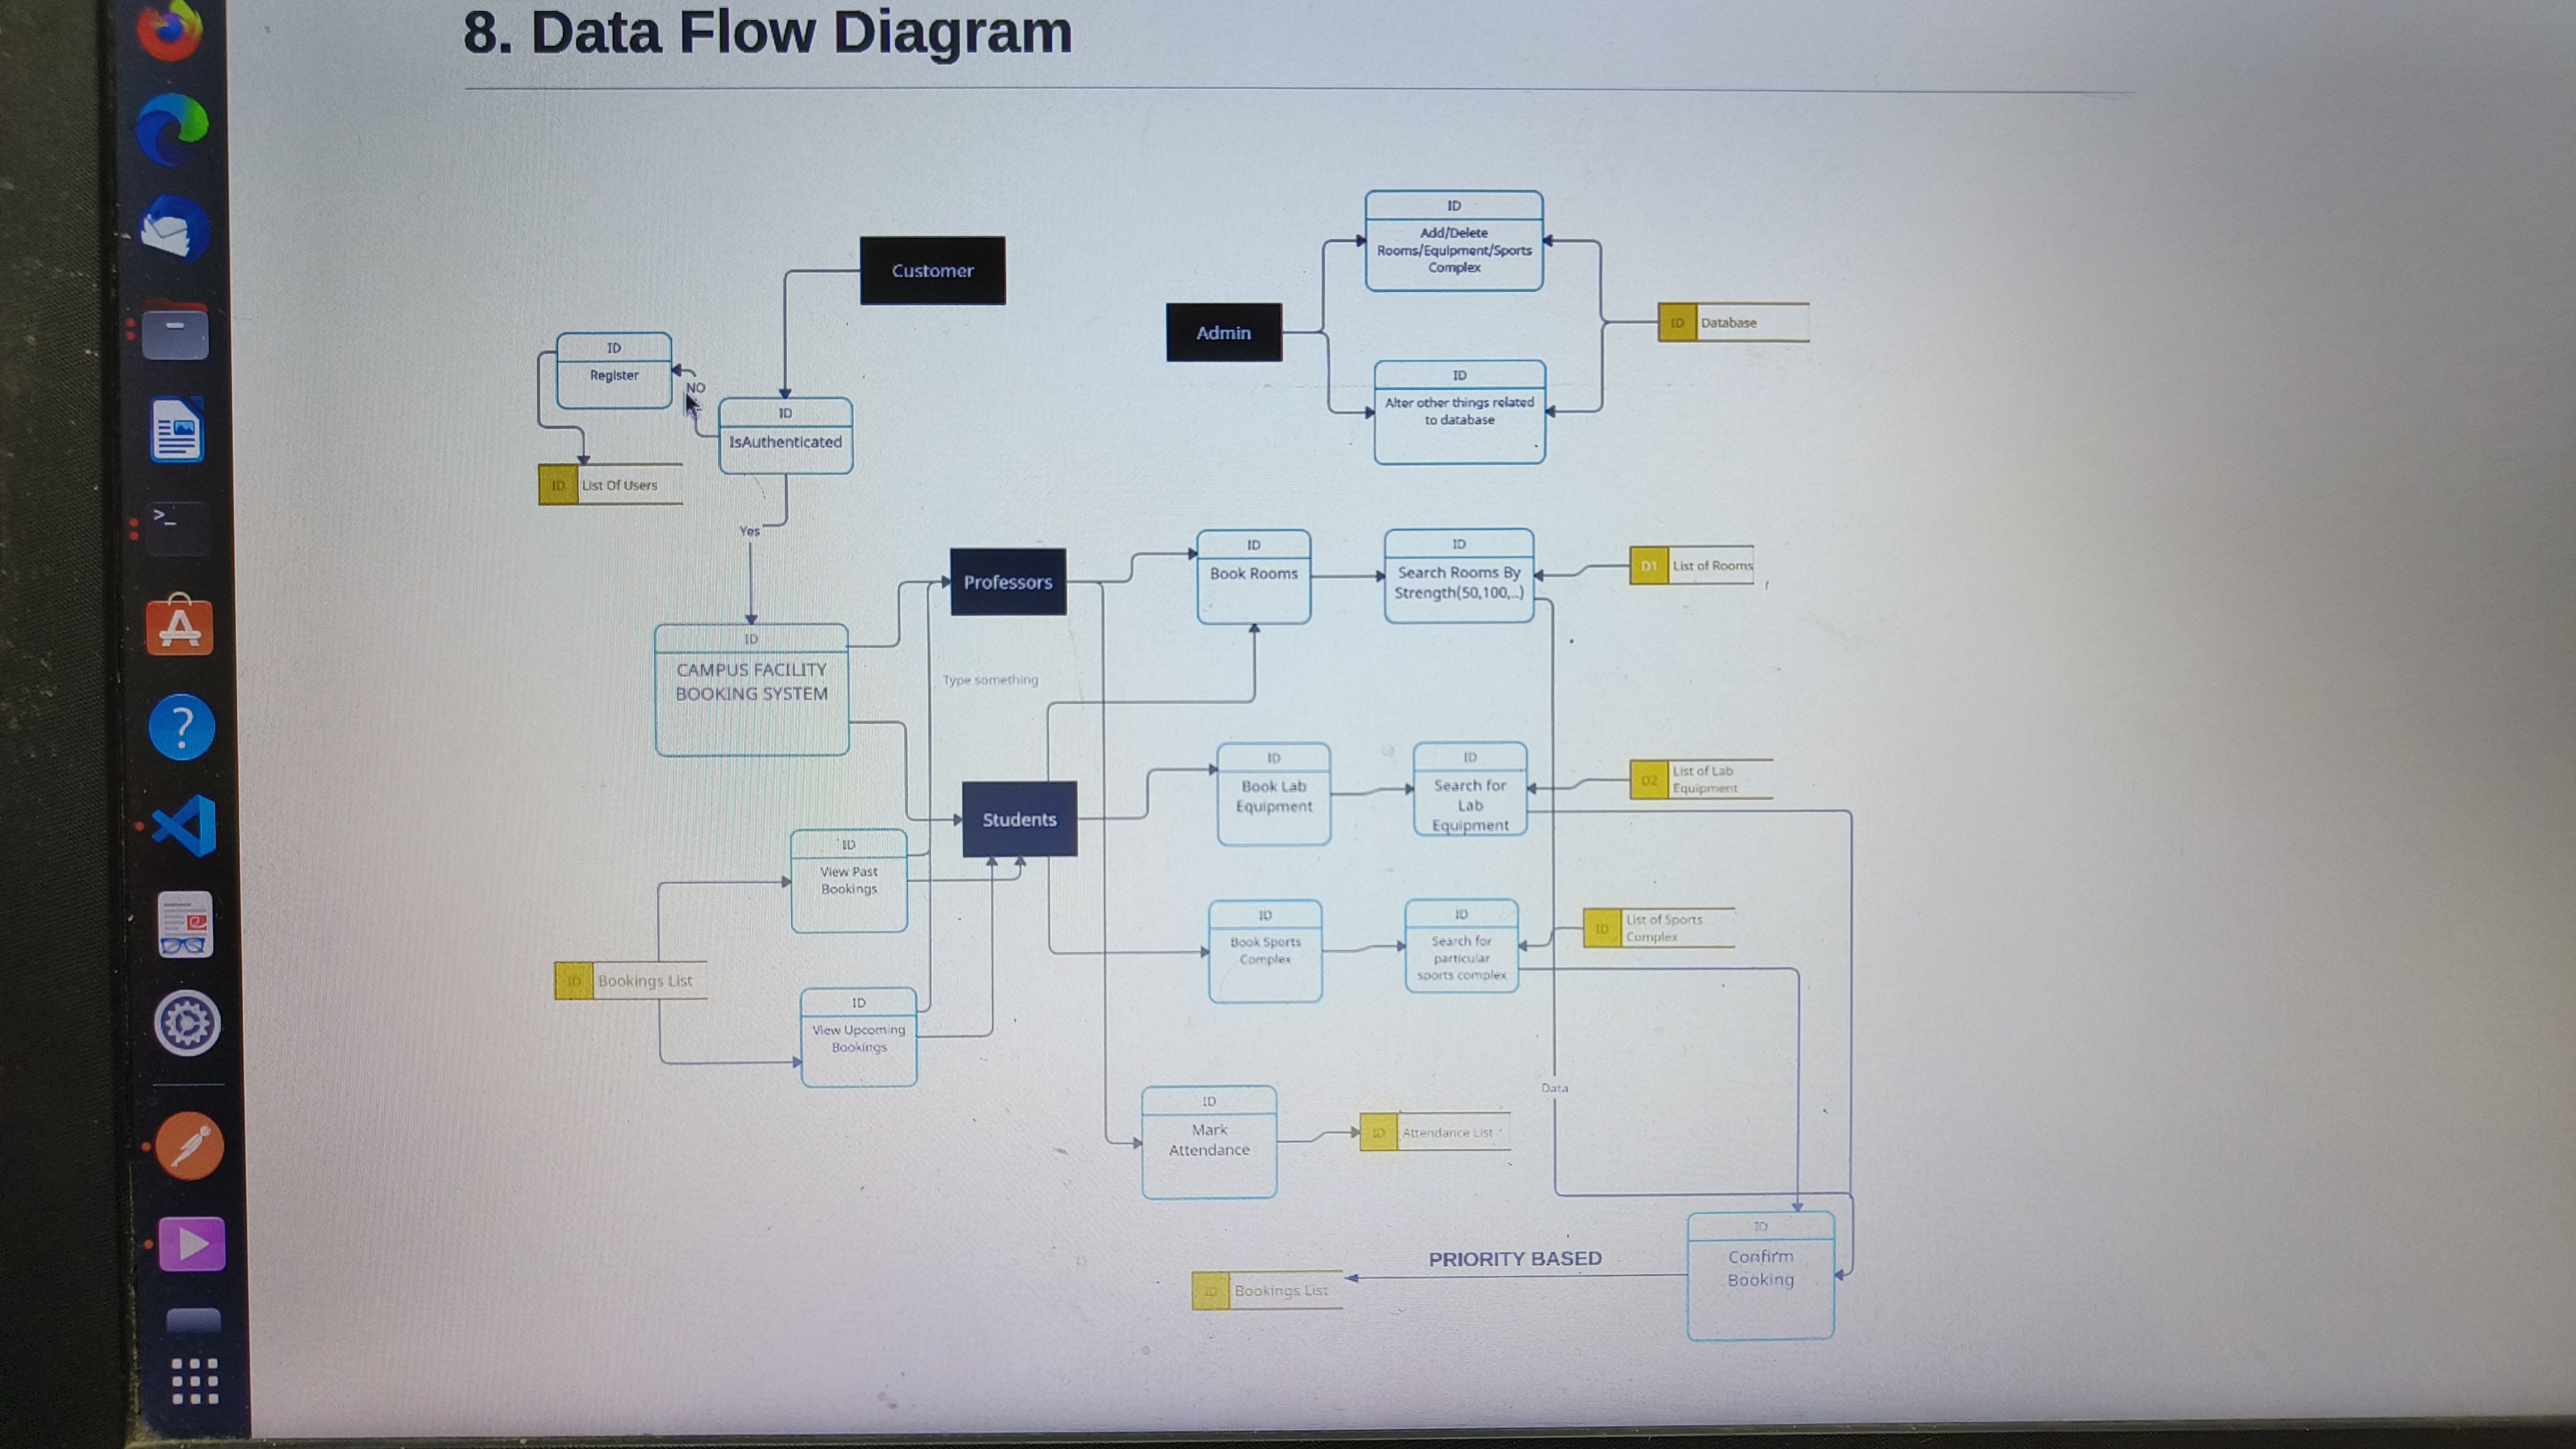 8. Data Flow Diagram
ID
Add/Delete
Rooms/Equipment/Sports
Complex
Customer
Admin
ID
Database
ID
Register
NO
ID
IsAuthenticated
ID
Alter other things related
to database
ID
List Of Users
Yes
Professors
ID
Book Rooms
ID
Search Rooms By
Strength(50,100,..)
D1
List of Rooms
ID
CAMPUS FACILITY
BOOKING SYSTEM
Type something
Students
ID
Book Lab
Equipment
ID
Search for
Lab
Equipment
D2
List of Lab
Equipment
ID
View Past
Bookings
ID
Book Sports
Complex
ID
Search for
particular
sports complex
ID
List of Sports
Complex
ID
Bookings List
ID
View Upcoming
Bookings
Data
ID
Mark
Attendance
ID
Attendance List
ID
Confirm
Booking
PRIORITY BASED
ID
Bookings List